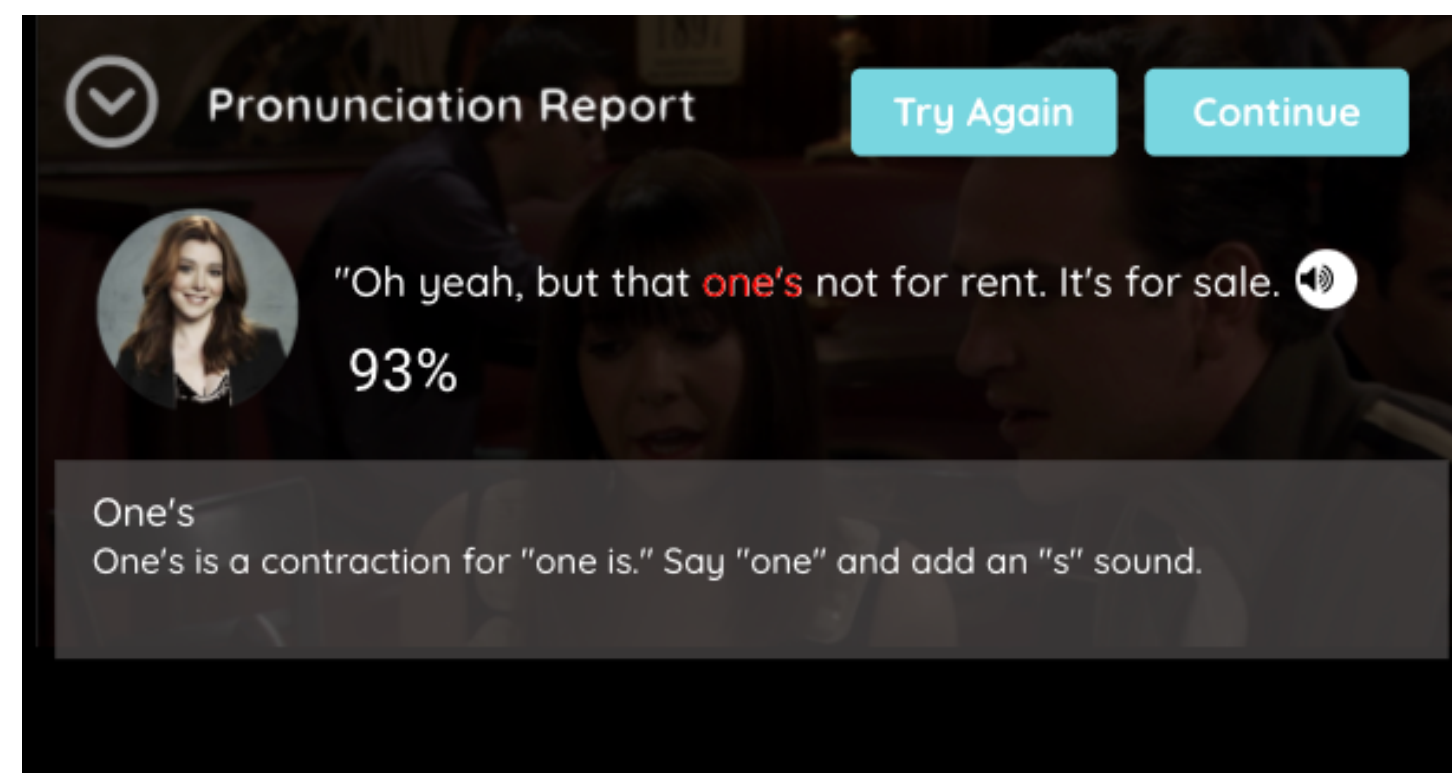 1897
Pronunciation Report
Try Again
Continue
"Oh yeah, but that one's not for rent. It's for sale.
93%
One's
One's is a contraction for "one is." Say "one" and add an "s" sound.